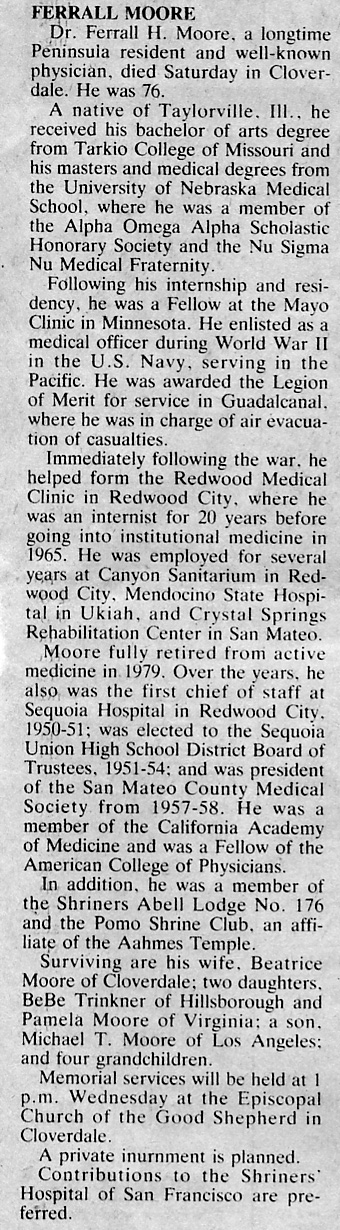 FERRALL MOORE
Dr. Ferrall H. Moore, a longtime
Peninsula resident and well-known
physician, died Saturday in Clover-
dale. He was 76.
A native of Taylorville, Ill., he
received his bachelor of arts degree
from Tarkio College of Missouri and
his masters and medical degrees from
the University of Nebraska Medical
School, where he was a member of
the Alpha Omega Alpha Scholastic
Honorary Society and the Nu Sigma
Nu Medical Fraternity.
Following his internship and resi-
dency, he was a Fellow at the Mayo
Clinic in Minnesota. He enlisted as a
medical officer during World War II
in the U.S. Navy, serving in the
Pacific. He was awarded the Legion
of Merit for service in Guadalcanal,
where he was in charge of air evacua-
tion of casualties.
Immediately following the war, he
helped form the Redwood Medical
Clinic in Redwood City, where he
was an internist for 20 years before
going into institutional medicine in
1965. He was employed for several
years at Canyon Sanitarium in Red-
wood City, Mendocino State Hospi-
tal in Ukiah, and Crystal Springs
Rehabilitation Center in San Mateo.
Moore fully retired from active
medicine in 1979. Over the years, he
also was the first chief of staff at
Sequoia Hospital in Redwood City,
1950-51; was elected to the Sequoia
Union High School District Board of
Trustees, 1951-54; and was president
of the San Mateo County Medical
Society from 1957-58. He was a
member of the California Academy
of Medicine and was a Fellow of the
American College of Physicians.
In addition, he was a member of
the Shriners Abell Lodge No. 176
and the Pomo Shrine Club, an affi-
liate of the Aahmes Temple.
Surviving are his wife, Beatrice
Moore of Cloverdale; two daughters,
BeBe Trinkner of Hillsborough and
Pamela Moore of Virginia; a son,
Michael T. Moore of Los Angeles;
and four grandchildren.
Memorial services will be held at 1
p.m. Wednesday at the Episcopal
Church of the Good Shepherd in
Cloverdale.
A private inurnment is planned.
Contributions to the Shriners'
Hospital of San Francisco are pre-
ferred.